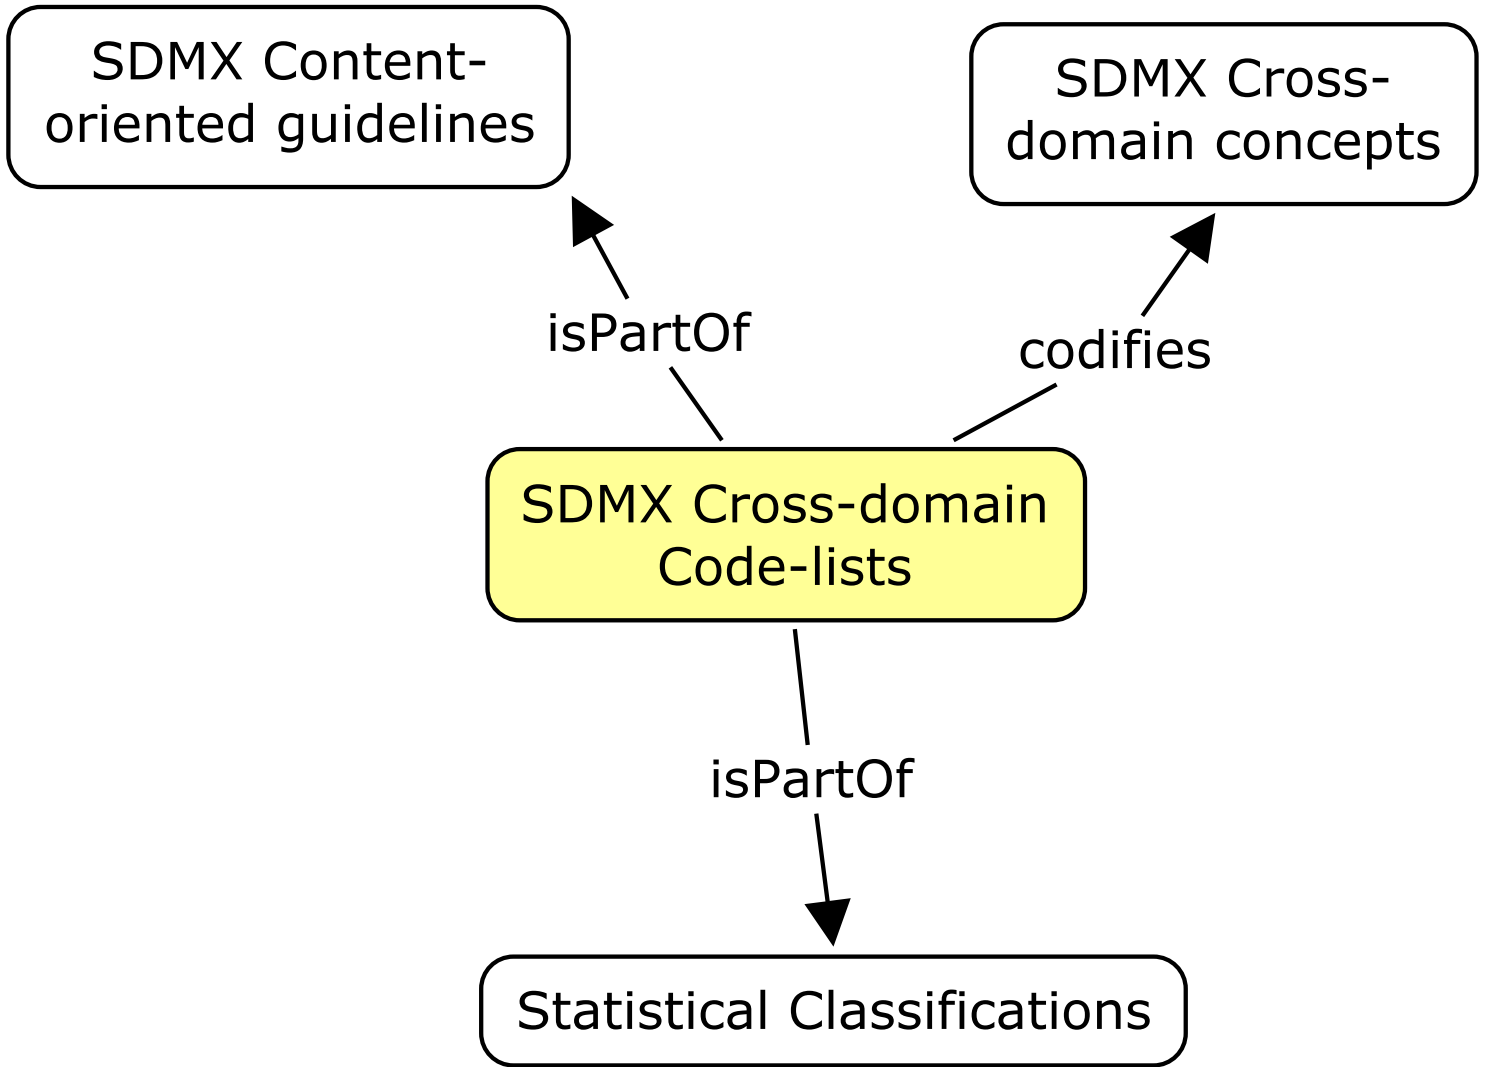 SDMX Content-
oriented guidelines
SDMX Cross-
domain concepts
isPartOf
codifies
SDMX Cross-domain
Code-lists
isPartOf
Statistical Classifications